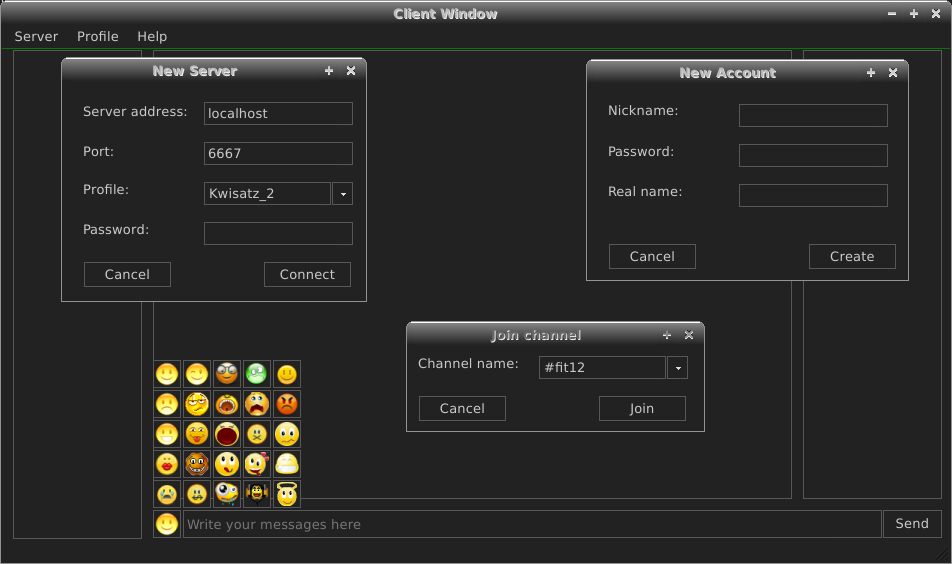 Client Window
Server Profile Help
New Server
Server address: localhost
Port: 6667
Profile: Kwisatz_2
Password:
Cancel Connect
New Account
Nickname:
Password:
Real name:
Cancel Create
Join channel
Channel name: #fit12
Cancel Join
Write your messages here Send